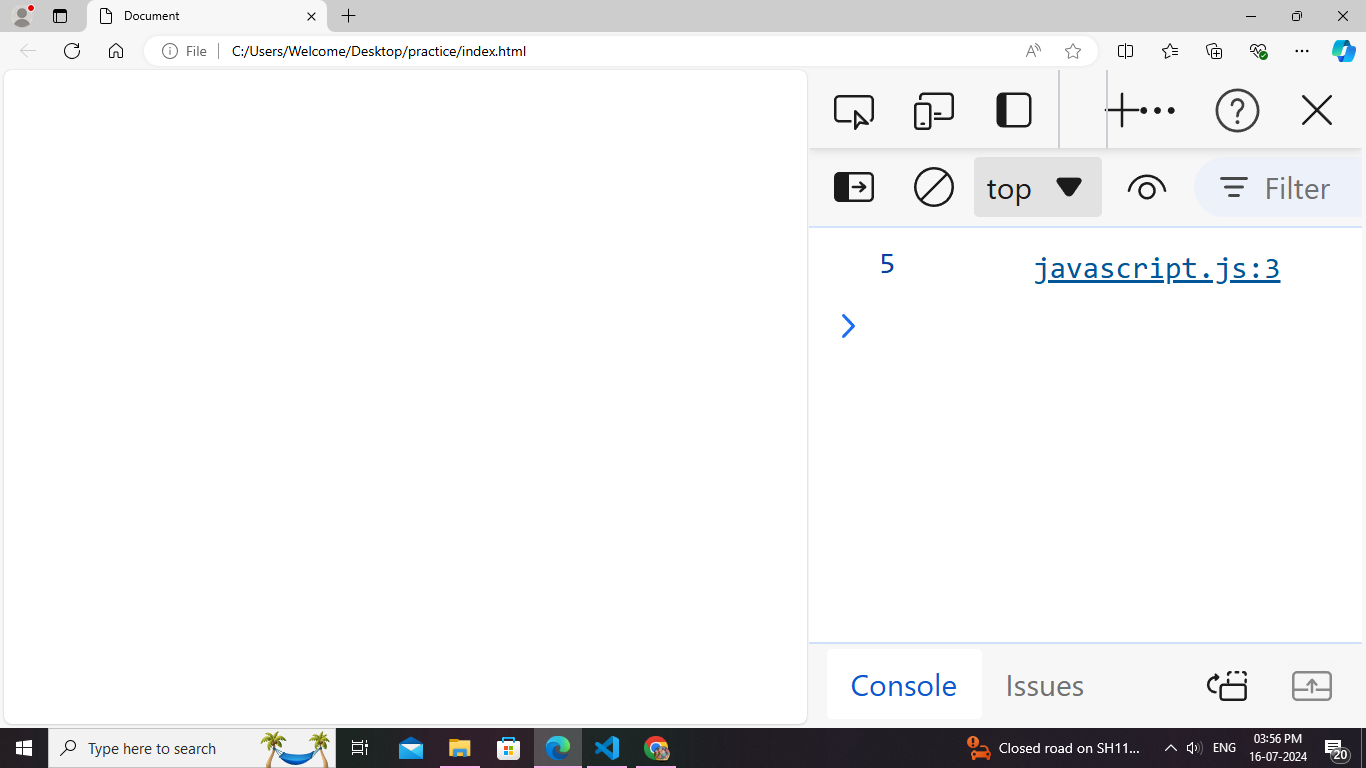 Document
File
C:/Users/Welcome/Desktop/practice/index.html
top
Filter
5
javascript.js:3
Console
Issues
Type here to search
Closed road on SH11...
ENG
03:56 PM
16-07-2024
20